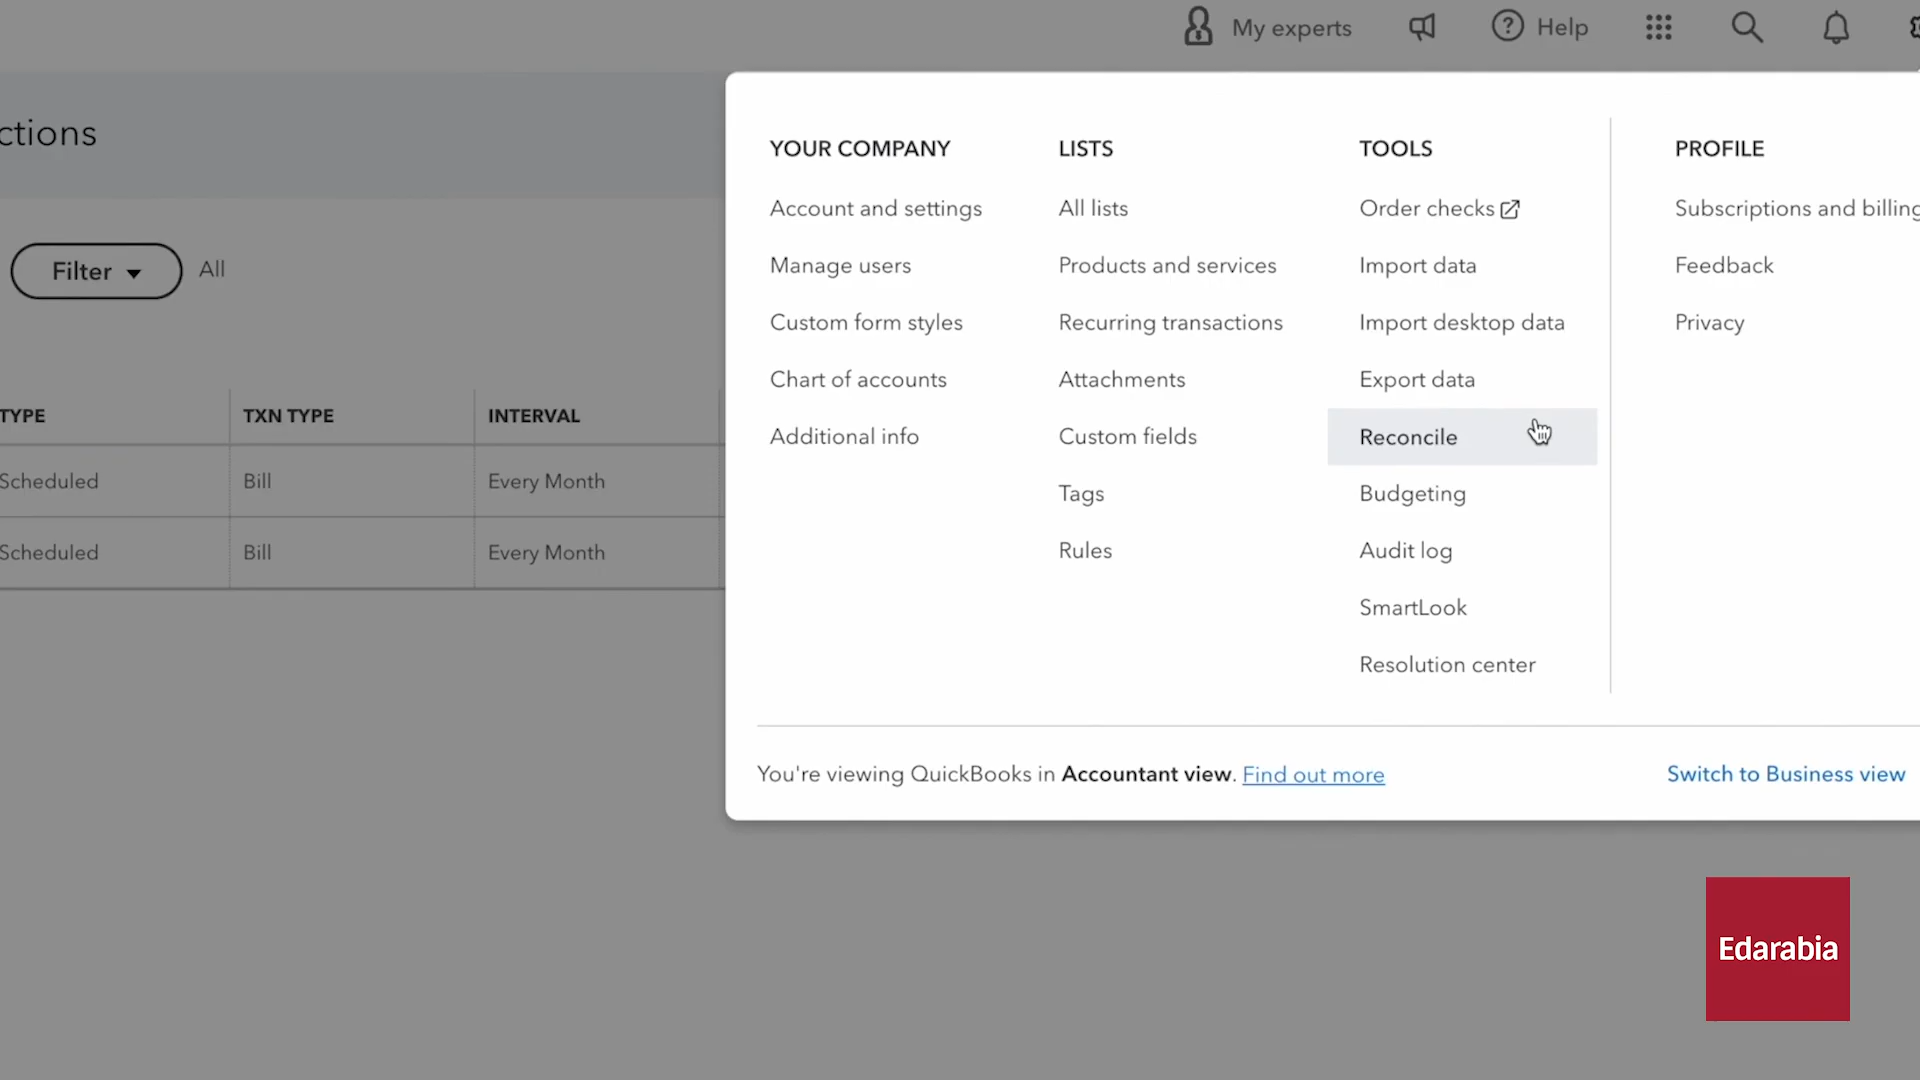 My experts
Help
ctions
Filter
All
TYPE
TXN TYPE
INTERVAL
Scheduled
Bill
Every Month
Scheduled
Bill
Every Month
YOUR COMPANY
Account and settings
Manage users
Custom form styles
Chart of accounts
Additional info
LISTS
All lists
Products and services
Recurring transactions
Attachments
Custom fields
Tags
Rules
TOOLS
Order checks
Import data
Import desktop data
Export data
Reconcile
Budgeting
Audit log
SmartLook
Resolution center
PROFILE
Subscriptions and billing
Feedback
Privacy
You're viewing QuickBooks in Accountant view. Find out more
Switch to Business view
Edarabia